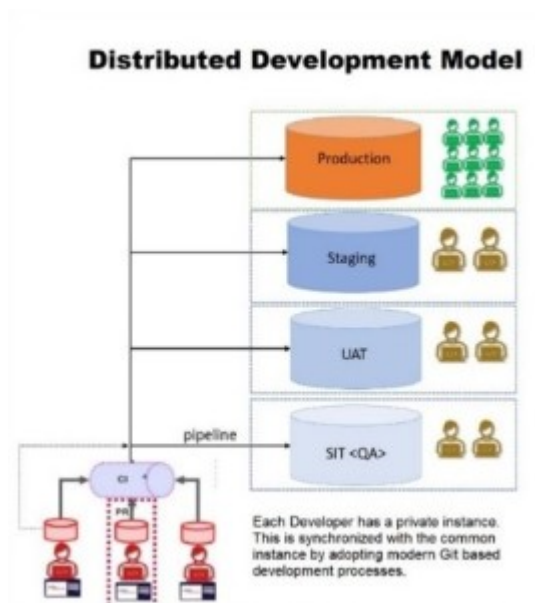 Distributed Development Model
Production
Staging
UAT
pipeline
SIT <QA>
CI
PR
Each Developer has a private instance.
This is synchronized with the common
instance by adopting modern Git based
development processes.